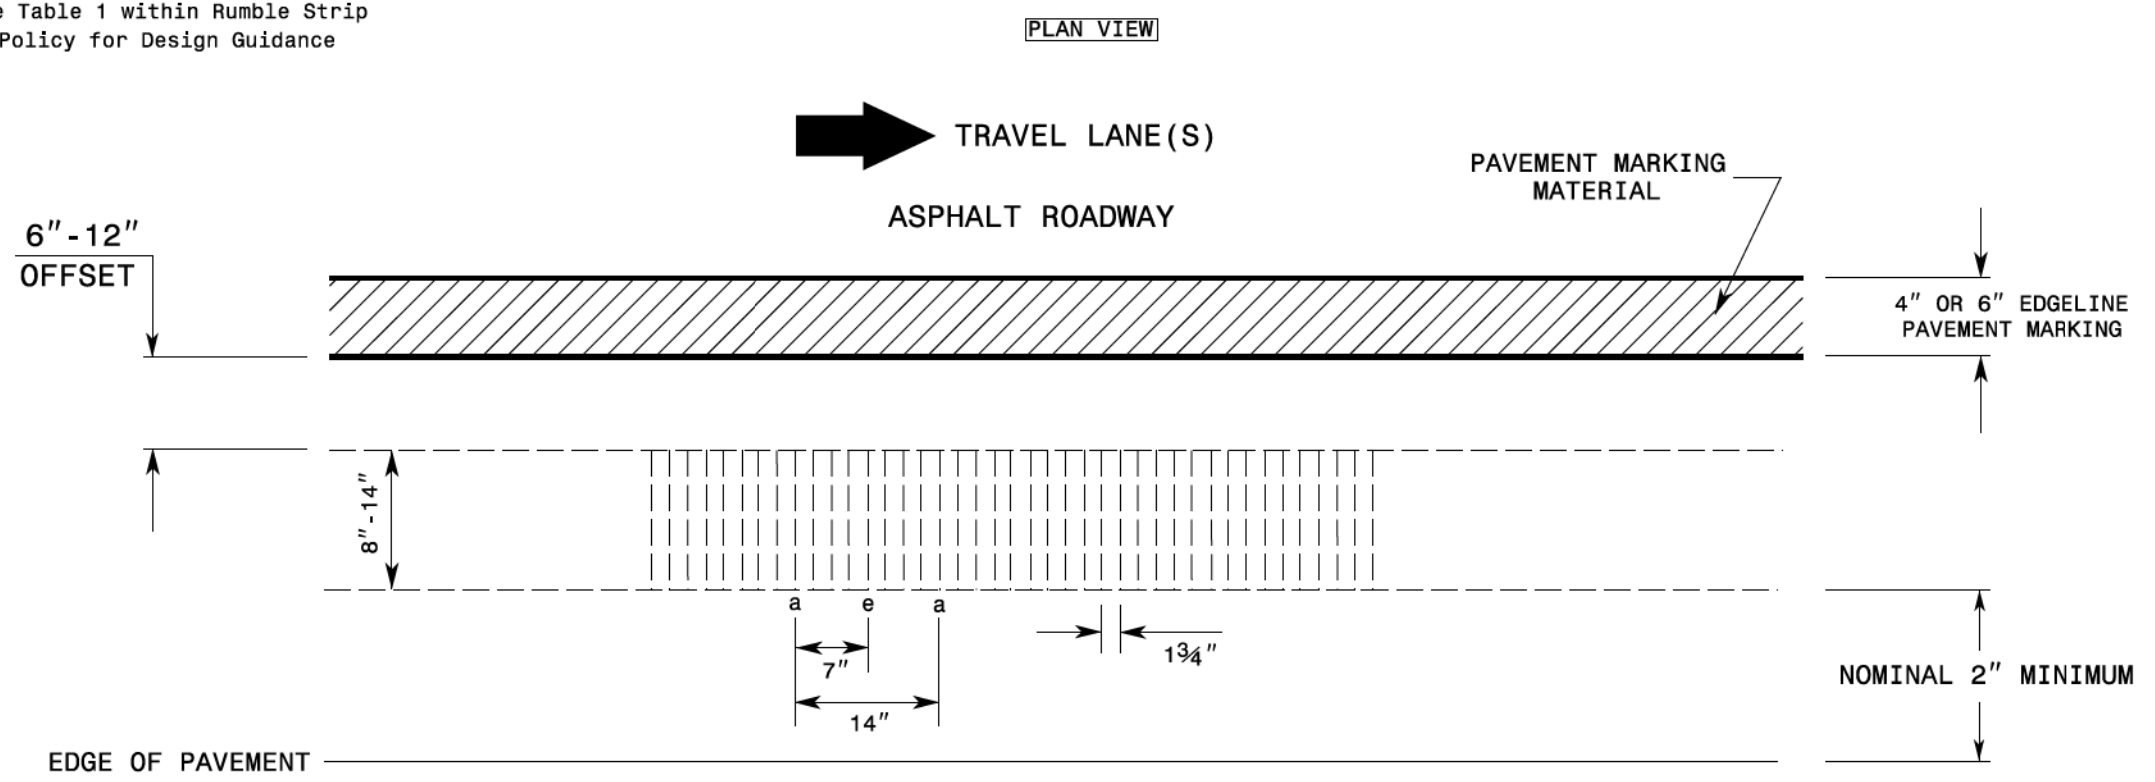 Table 1 within Rumble Strip
Policy for Design Guidance
PLAN VIEW
TRAVEL LANE(S)
PAVEMENT MARKING
MATERIAL
ASPHALT ROADWAY
6"-12"
OFFSET
4" OR 6" EDGELINE
PAVEMENT MARKING
8"-14"
a e a
7"
1¾"
14"
NOMINAL 2" MINIMUM
EDGE OF PAVEMENT